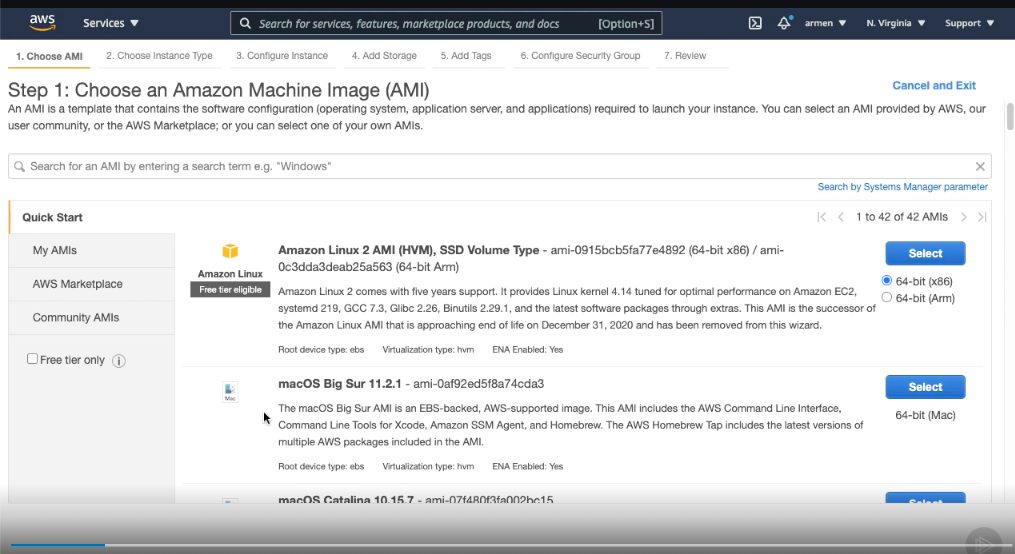 aws
Services
Search for services, features, marketplace products, and docs [Option+S]
armen N. Virginia Support
1. Choose AMI 2. Choose Instance Type 3. Configure Instance 4. Add Storage 5. Add Tags 6. Configure Security Group 7. Review
Step 1: Choose an Amazon Machine Image (AMI)
Cancel and Exit
An AMI is a template that contains the software configuration (operating system, application server, and applications) required to launch your instance. You can select an AMI provided by AWS, our
user community, or the AWS Marketplace; or you can select one of your own AMIs.
Search for an AMI by entering a search term e.g. "Windows"
Search by Systems Manager parameter
Quick Start
1 to 42 of 42 AMIs
My AMIs
AWS Marketplace
Community AMIs
Free tier only
Amazon Linux
Free tier eligible
Amazon Linux 2 AMI (HVM), SSD Volume Type - ami-0915bcb5fa77e4892 (64-bit x86) / ami-
0c3dda3deab25a563 (64-bit Arm)
Amazon Linux 2 comes with five years support. It provides Linux kernel 4.14 tuned for optimal performance on Amazon EC2,
systemd 219, GCC 7.3, Glibc 2.26, Binutils 2.29.1, and the latest software packages through extras. This AMI is the successor of
the Amazon Linux AMI that is approaching end of life on December 31, 2020 and has been removed from this wizard.
Root device type: ebs Virtualization type: hvm ENA Enabled: Yes
Select
64-bit (x86)
64-bit (Arm)
Mac
macOS Big Sur 11.2.1 - ami-0af92ed5f8a74cda3
The macOS Big Sur AMI is an EBS-backed, AWS-supported image. This AMI includes the AWS Command Line Interface,
Command Line Tools for Xcode, Amazon SSM Agent, and Homebrew. The AWS Homebrew Tap includes the latest versions of
multiple AWS packages included in the AMI.
Root device type: ebs Virtualization type: hvm ENA Enabled: Yes
Select
64-bit (Mac)
macOS Catalina 10.15.7 - ami-07f480f3fa002bc15
Select